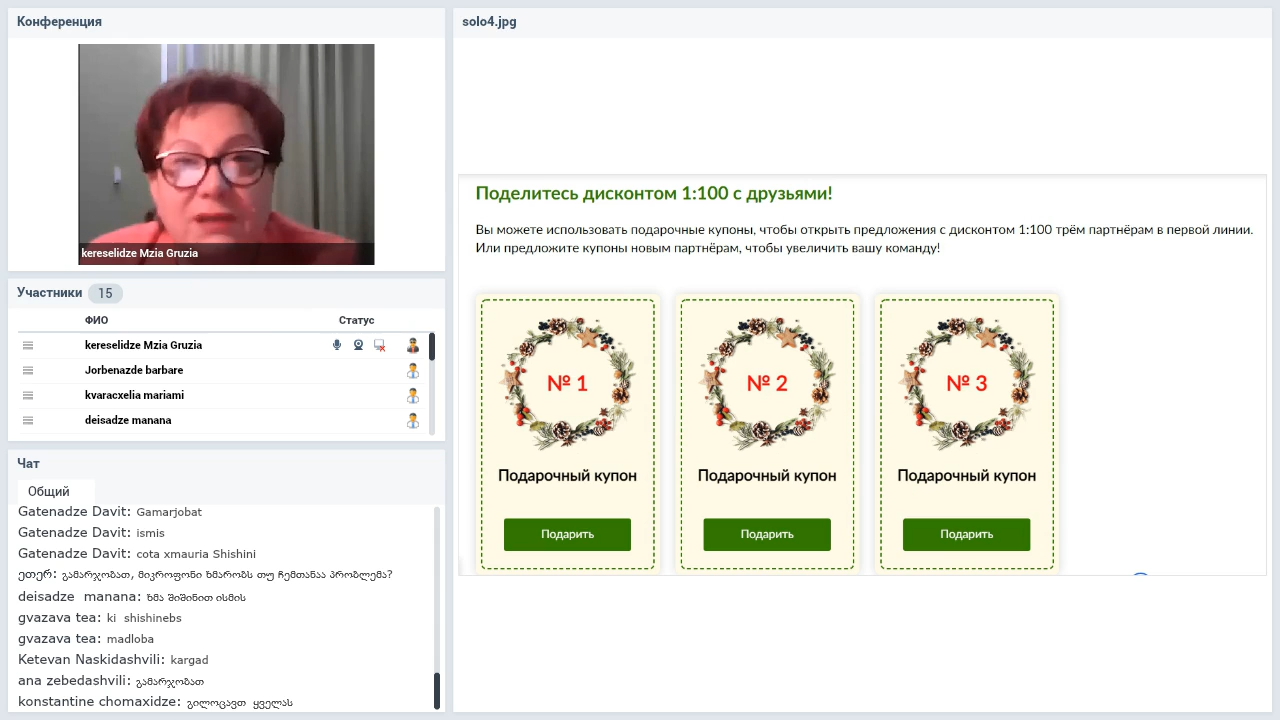 Конференция
kereselidze Mzia Gruzia
Участники 15
ФИО Статус
kereselidze Mzia Gruzia
Jorbenazde barbare
kvaracxelia mariami
deisadze manana
Чат
Общий
Gatenadze Davit: Gamarjobat
Gatenadze Davit: ismis
Gatenadze Davit: cota xmauria Shishini
ეთერ: გამარჯობათ, მიკროფონი ხმარობს თუ ჩემთანაა პრობლემა?
deisadze manana: ხმა შიშინით ისმის
gvazava tea: ki shishinebs
gvazava tea: madloba
Ketevan Naskidashvili: kargad
ana zebedashvili: გამარჯობათ
konstantine chomaxidze: გილოცავთ ყველას
solo4.jpg
Поделитесь дисконтом 1:100 с друзьями!
Вы можете использовать подарочные купоны, чтобы открыть предложения с дисконтом 1:100 трём партнёрам в первой линии.
Или предложите купоны новым партнёрам, чтобы увеличить вашу команду!
№ 1
Подарочный купон
Подарить
№ 2
Подарочный купон
Подарить
№ 3
Подарочный купон
Подарить